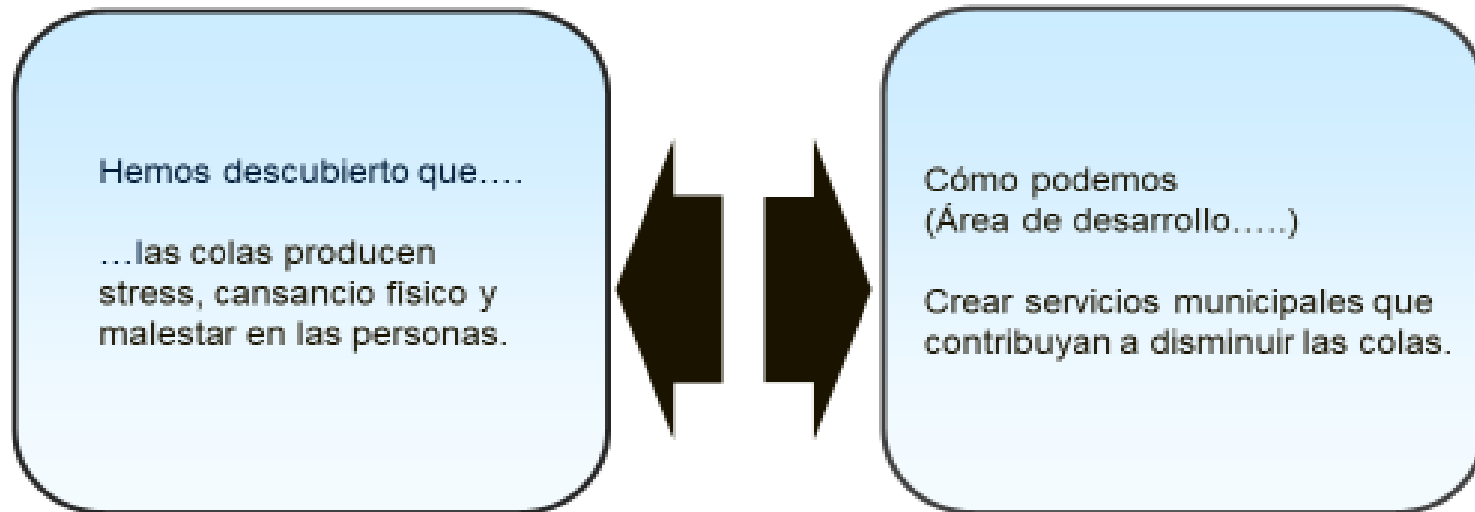 Hemos descubierto que….
…las colas producen
stress, cansancio físico y
malestar en las personas.
Cómo podemos
(Área de desarrollo…..)
Crear servicios municipales que
contribuyan a disminuir las colas.